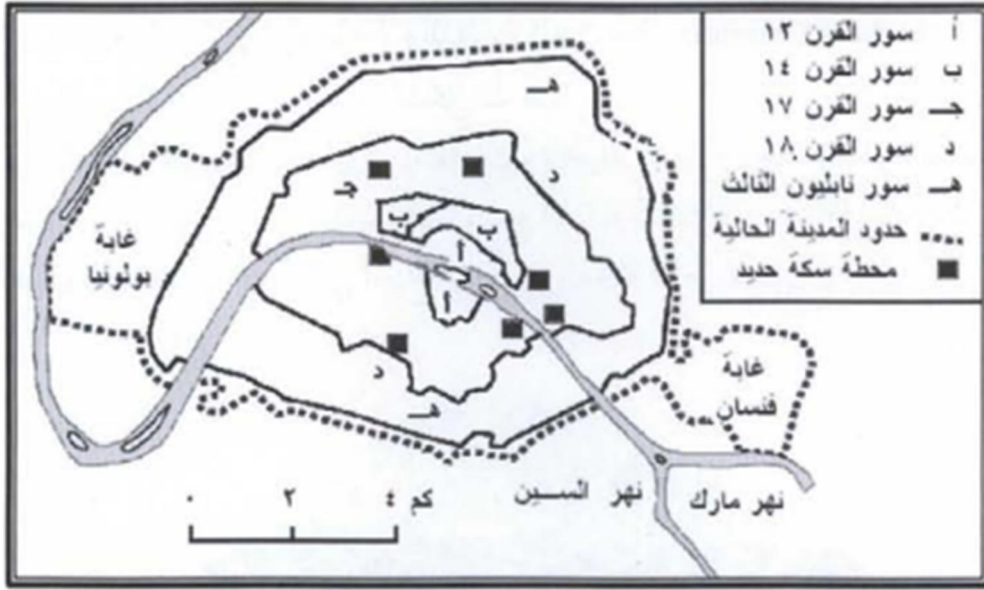 أ سور القرن ١٢
ب سور القرن ١٤
جـ سور القرن ١٧
د سور القرن ١٨
هـ سور نابليون الثالث
حدود المدينة الحالية
محطة سكة حديد
هـ
د
جـ
ب
ب
أ
أ
غابة
بولونيا
د
هـ
غابة
فنسان
٠ ٢ ٤ كم
نهر السين
نهر مارك